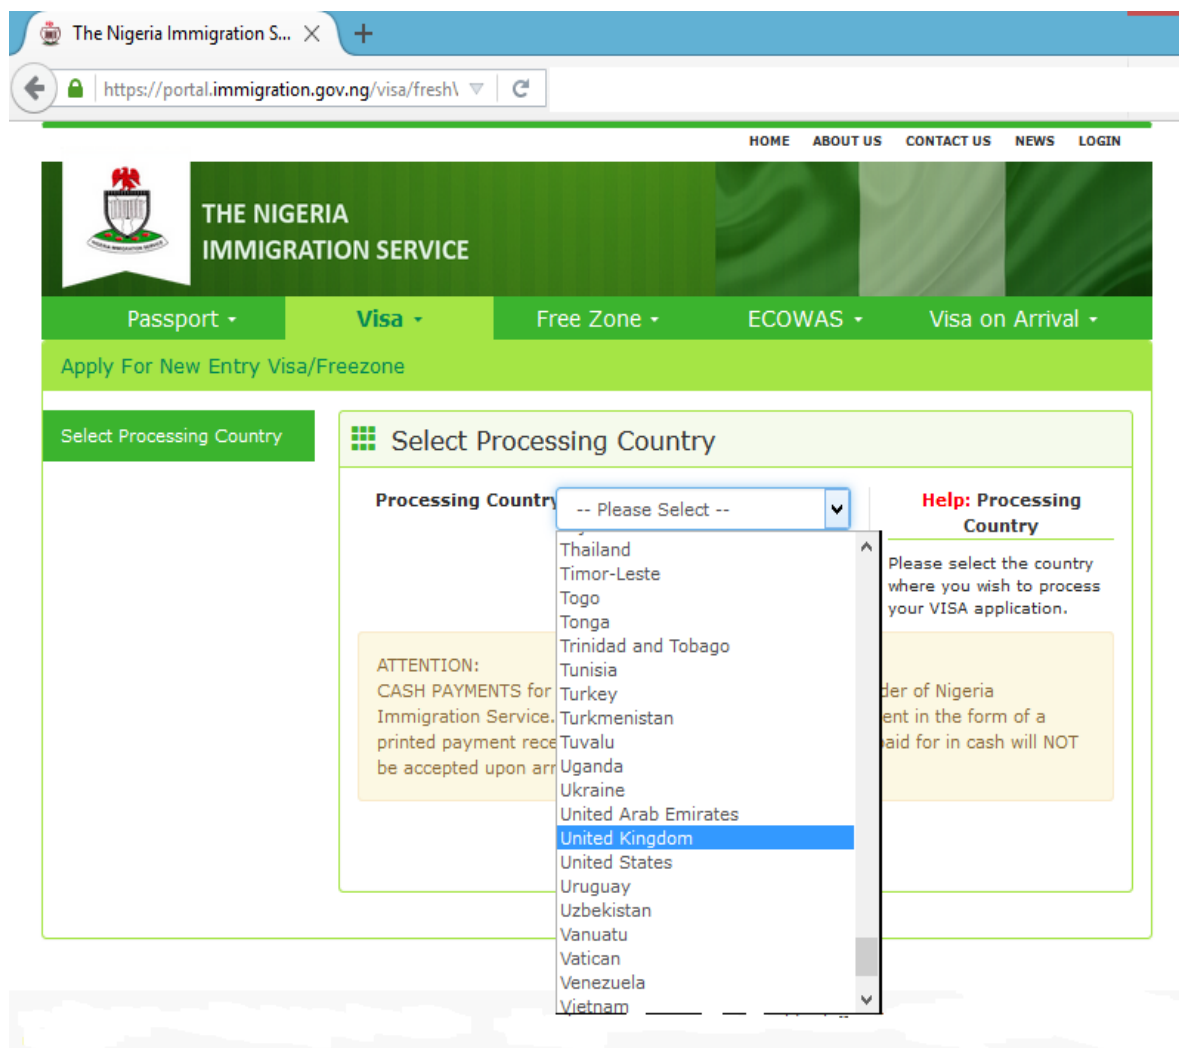 The Nigeria Immigration S...
https://portal.immigration.gov.ng/visa/fresh\
HOME ABOUT US CONTACT US NEWS LOGIN
THE NIGERIA
IMMIGRATION SERVICE
Passport Visa Free Zone ECOWAS Visa on Arrival
Apply For New Entry Visa/Freezone
Select Processing Country
Select Processing Country
Processing Country
-- Please Select --
Thailand
Timor-Leste
Togo
Tonga
Trinidad and Tobago
Tunisia
Turkey
Turkmenistan
Tuvalu
Uganda
Ukraine
United Arab Emirates
United Kingdom
United States
Uruguay
Uzbekistan
Vanuatu
Vatican
Venezuela
Vietnam
Help: Processing
Country
Please select the country
where you wish to process
your VISA application.
ATTENTION:
CASH PAYMENTS for der of Nigeria
Immigration Service. ent in the form of a
printed payment rece paid for in cash will NOT
be accepted upon arr